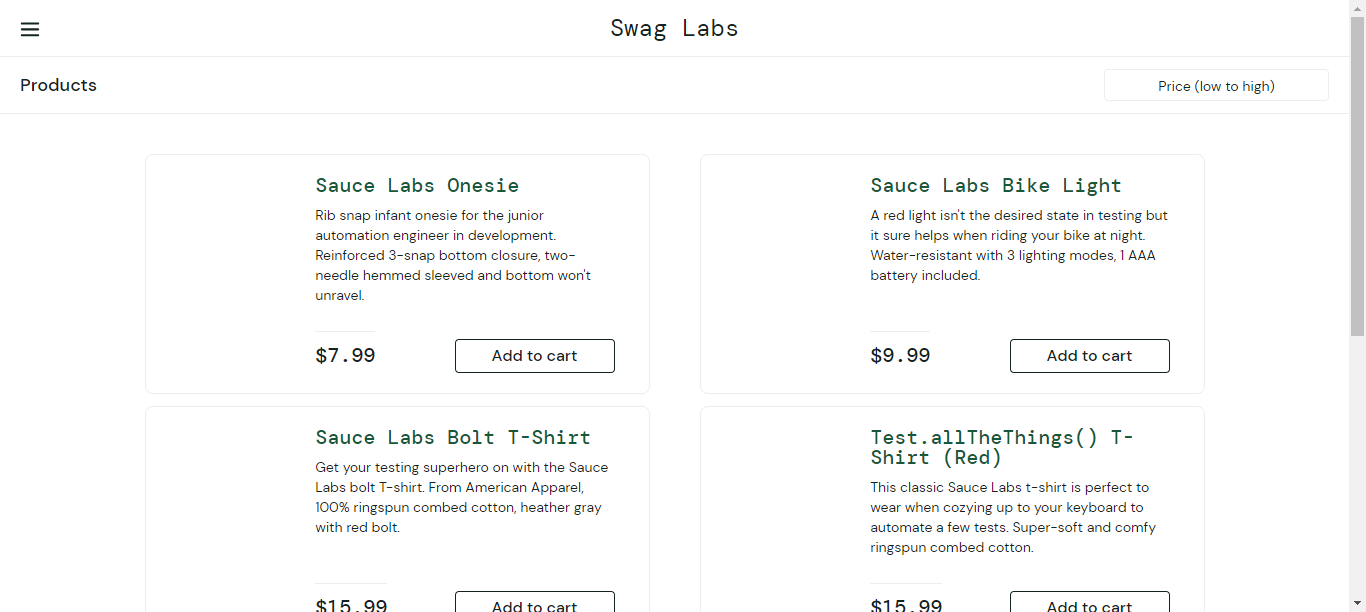 Swag Labs
Products
Price (low to high)
Sauce Labs Onesie
Rib snap infant onesie for the junior
automation engineer in development.
Reinforced 3-snap bottom closure, two-
needle hemmed sleeved and bottom won't
unravel.
$7.99
Add to cart
Sauce Labs Bike Light
A red light isn't the desired state in testing but
it sure helps when riding your bike at night.
Water-resistant with 3 lighting modes, 1 AAA
battery included.
$9.99
Add to cart
Sauce Labs Bolt T-Shirt
Get your testing superhero on with the Sauce
Labs bolt T-shirt. From American Apparel,
100% ringspun combed cotton, heather gray
with red bolt.
$15.99
Add to cart
Test.allTheThings() T-
Shirt (Red)
This classic Sauce Labs t-shirt is perfect to
wear when cozying up to your keyboard to
automate a few tests. Super-soft and comfy
ringspun combed cotton.
$15.99
Add to cart